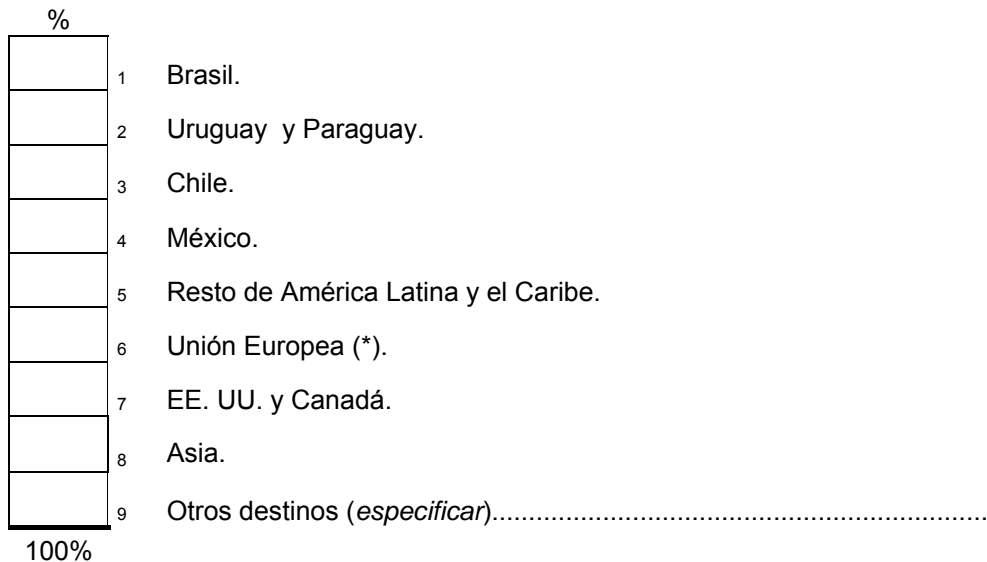 %
1 Brasil.
2 Uruguay y Paraguay.
3 Chile.
4 México.
5 Resto de América Latina y el Caribe.
6 Unión Europea (*).
7 EE. UU. y Canadá.
8 Asia.
9 Otros destinos (especificar)..................................................................
100%